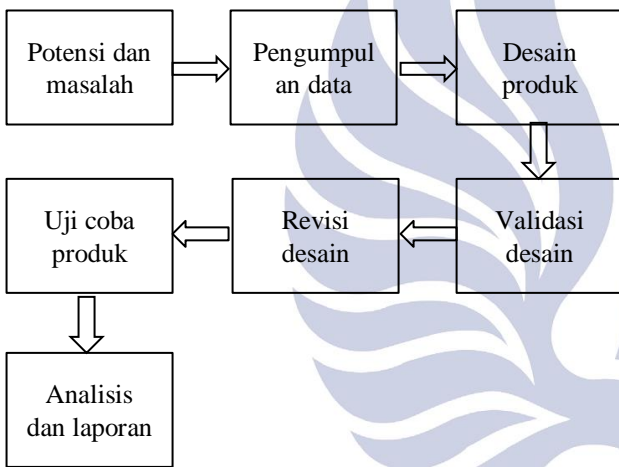 Potensi dan
masalah
Pengumpul
an data
Desain
produk
Validasi
desain
Revisi
desain
Uji coba
produk
Analisis
dan laporan